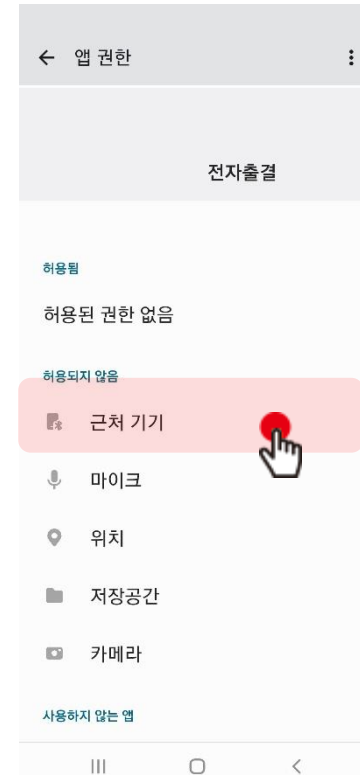 앱 권한
전자출결
허용됨
허용된 권한 없음
허용되지 않음
근처 기기
마이크
위치
저장공간
카메라
사용하지 않는 앱